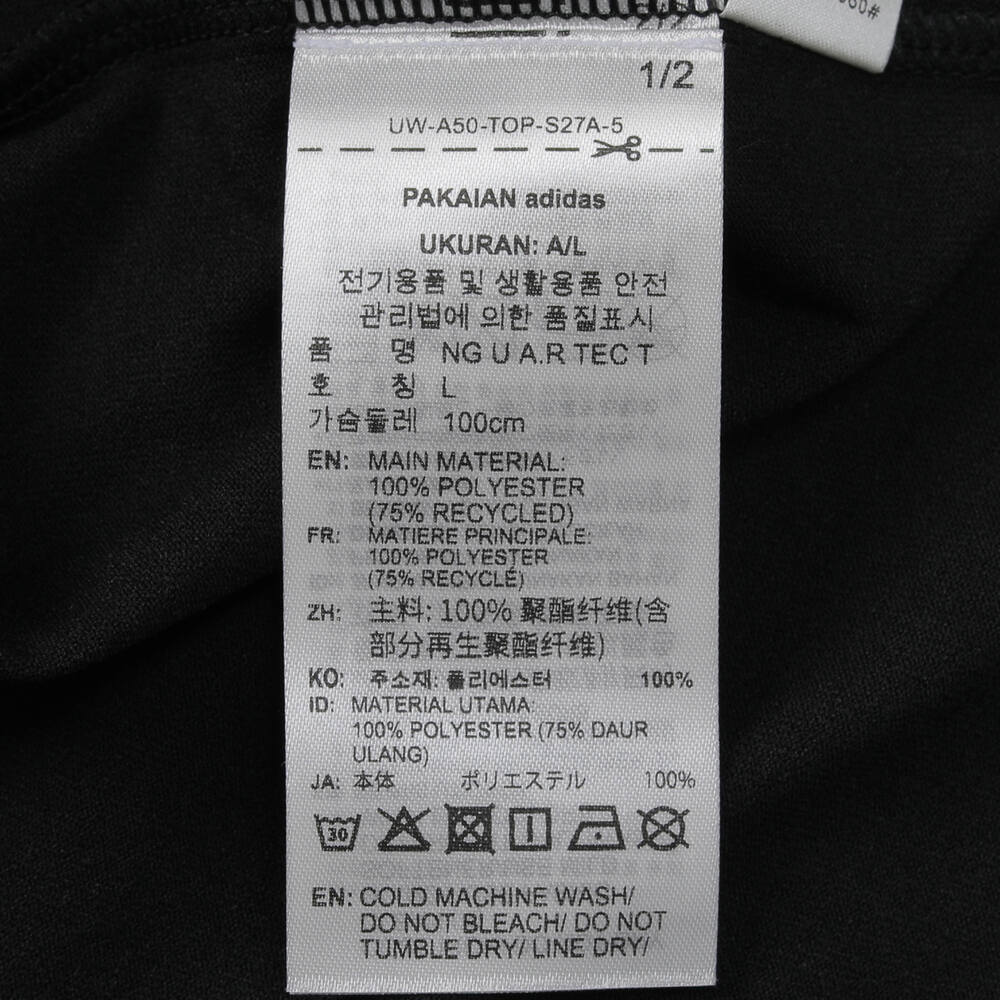 060#
1/2
UW-A50-TOP-S27A-5
PAKAIAN adidas
UKURAN: A/L
전기용품 및 생활용품 안전
관리법에 의한 품질표시
품 명 NG U A.R TEC T
호 칭 L
가슴둘레 100cm
EN: MAIN MATERIAL:
100% POLYESTER
(75% RECYCLED)
FR: MATIERE PRINCIPALE:
100% POLYESTER
(75% RECYCLÉ)
ZH: 主料: 100% 聚酯纤维(含
部分再生聚酯纤维)
KO: 주소재: 폴리에스터 100%
ID: MATERIAL UTAMA:
100% POLYESTER (75% DAUR
ULANG)
JA: 本体 ポリエステル 100%
30
EN: COLD MACHINE WASH/
DO NOT BLEACH/ DO NOT
TUMBLE DRY/ LINE DRY/